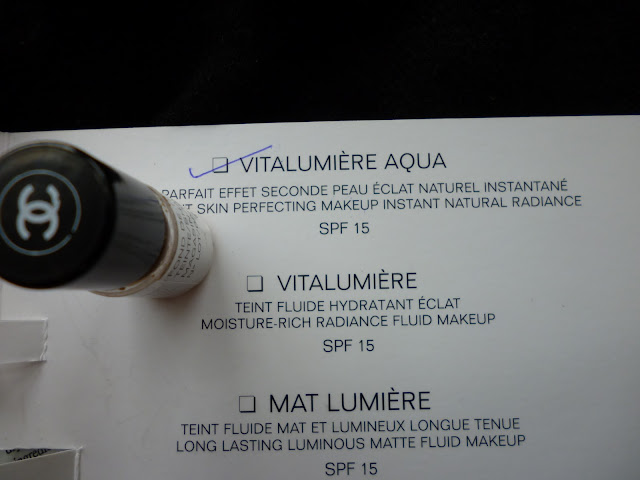 VITALUMIÈRE AQUA
PARFAIT EFFET SECONDE PEAU ÉCLAT NATUREL INSTANTANÉ
SKIN PERFECTING MAKEUP INSTANT NATURAL RADIANCE
SPF 15
VITALUMIÈRE
TEINT FLUIDE HYDRATANT ÉCLAT
MOISTURE-RICH RADIANCE FLUID MAKEUP
SPF 15
MAT LUMIÈRE
TEINT FLUIDE MAT ET LUMINEUX LONGUE TENUE
LONG LASTING LUMINOUS MATTE FLUID MAKEUP
SPF 15